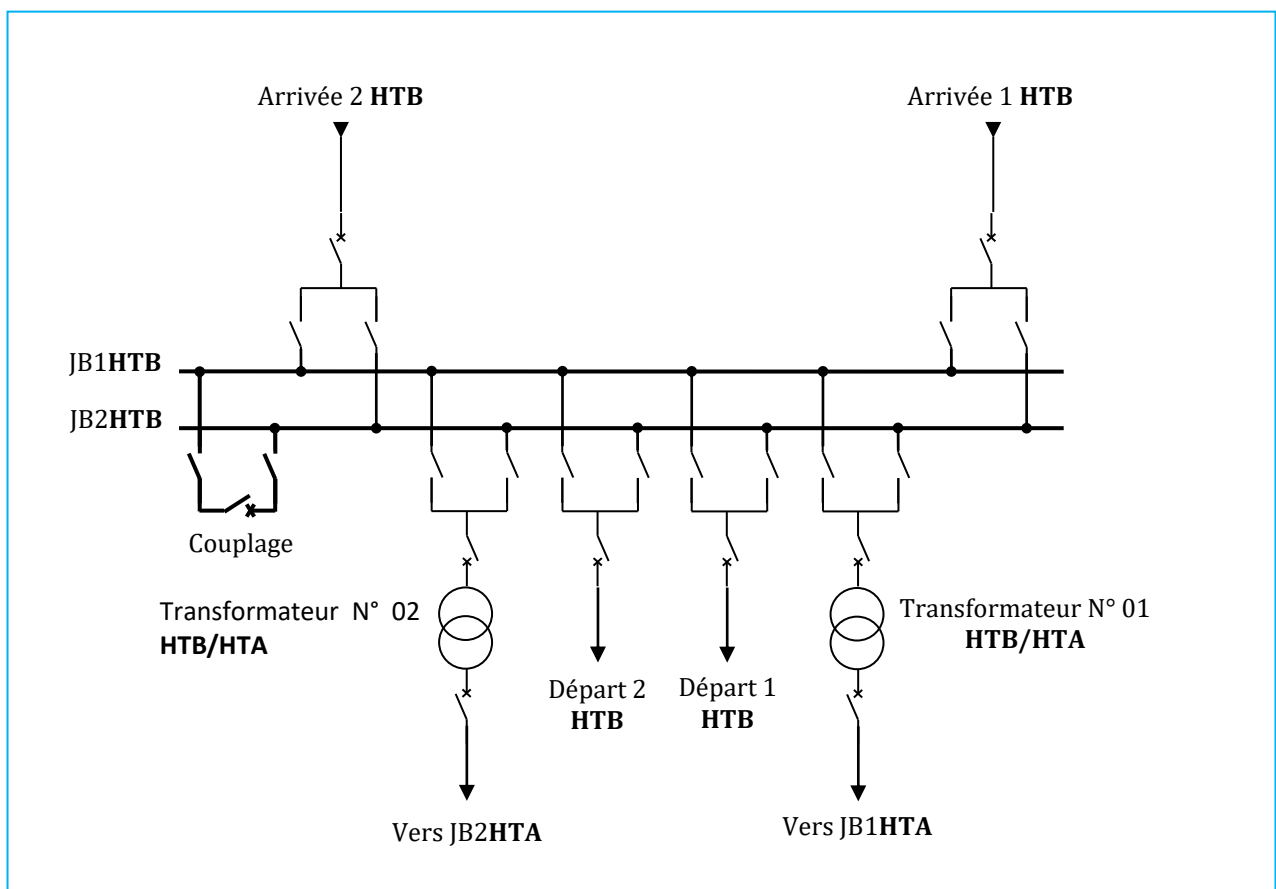 Arrivée 2 HTB
Arrivée 1 HTB
JB1HTB
JB2HTB
Couplage
Transformateur N° 02
HTB/HTA
Transformateur N° 01
HTB/HTA
Départ 2
HTB
Départ 1
HTB
Vers JB2HTA
Vers JB1HTA